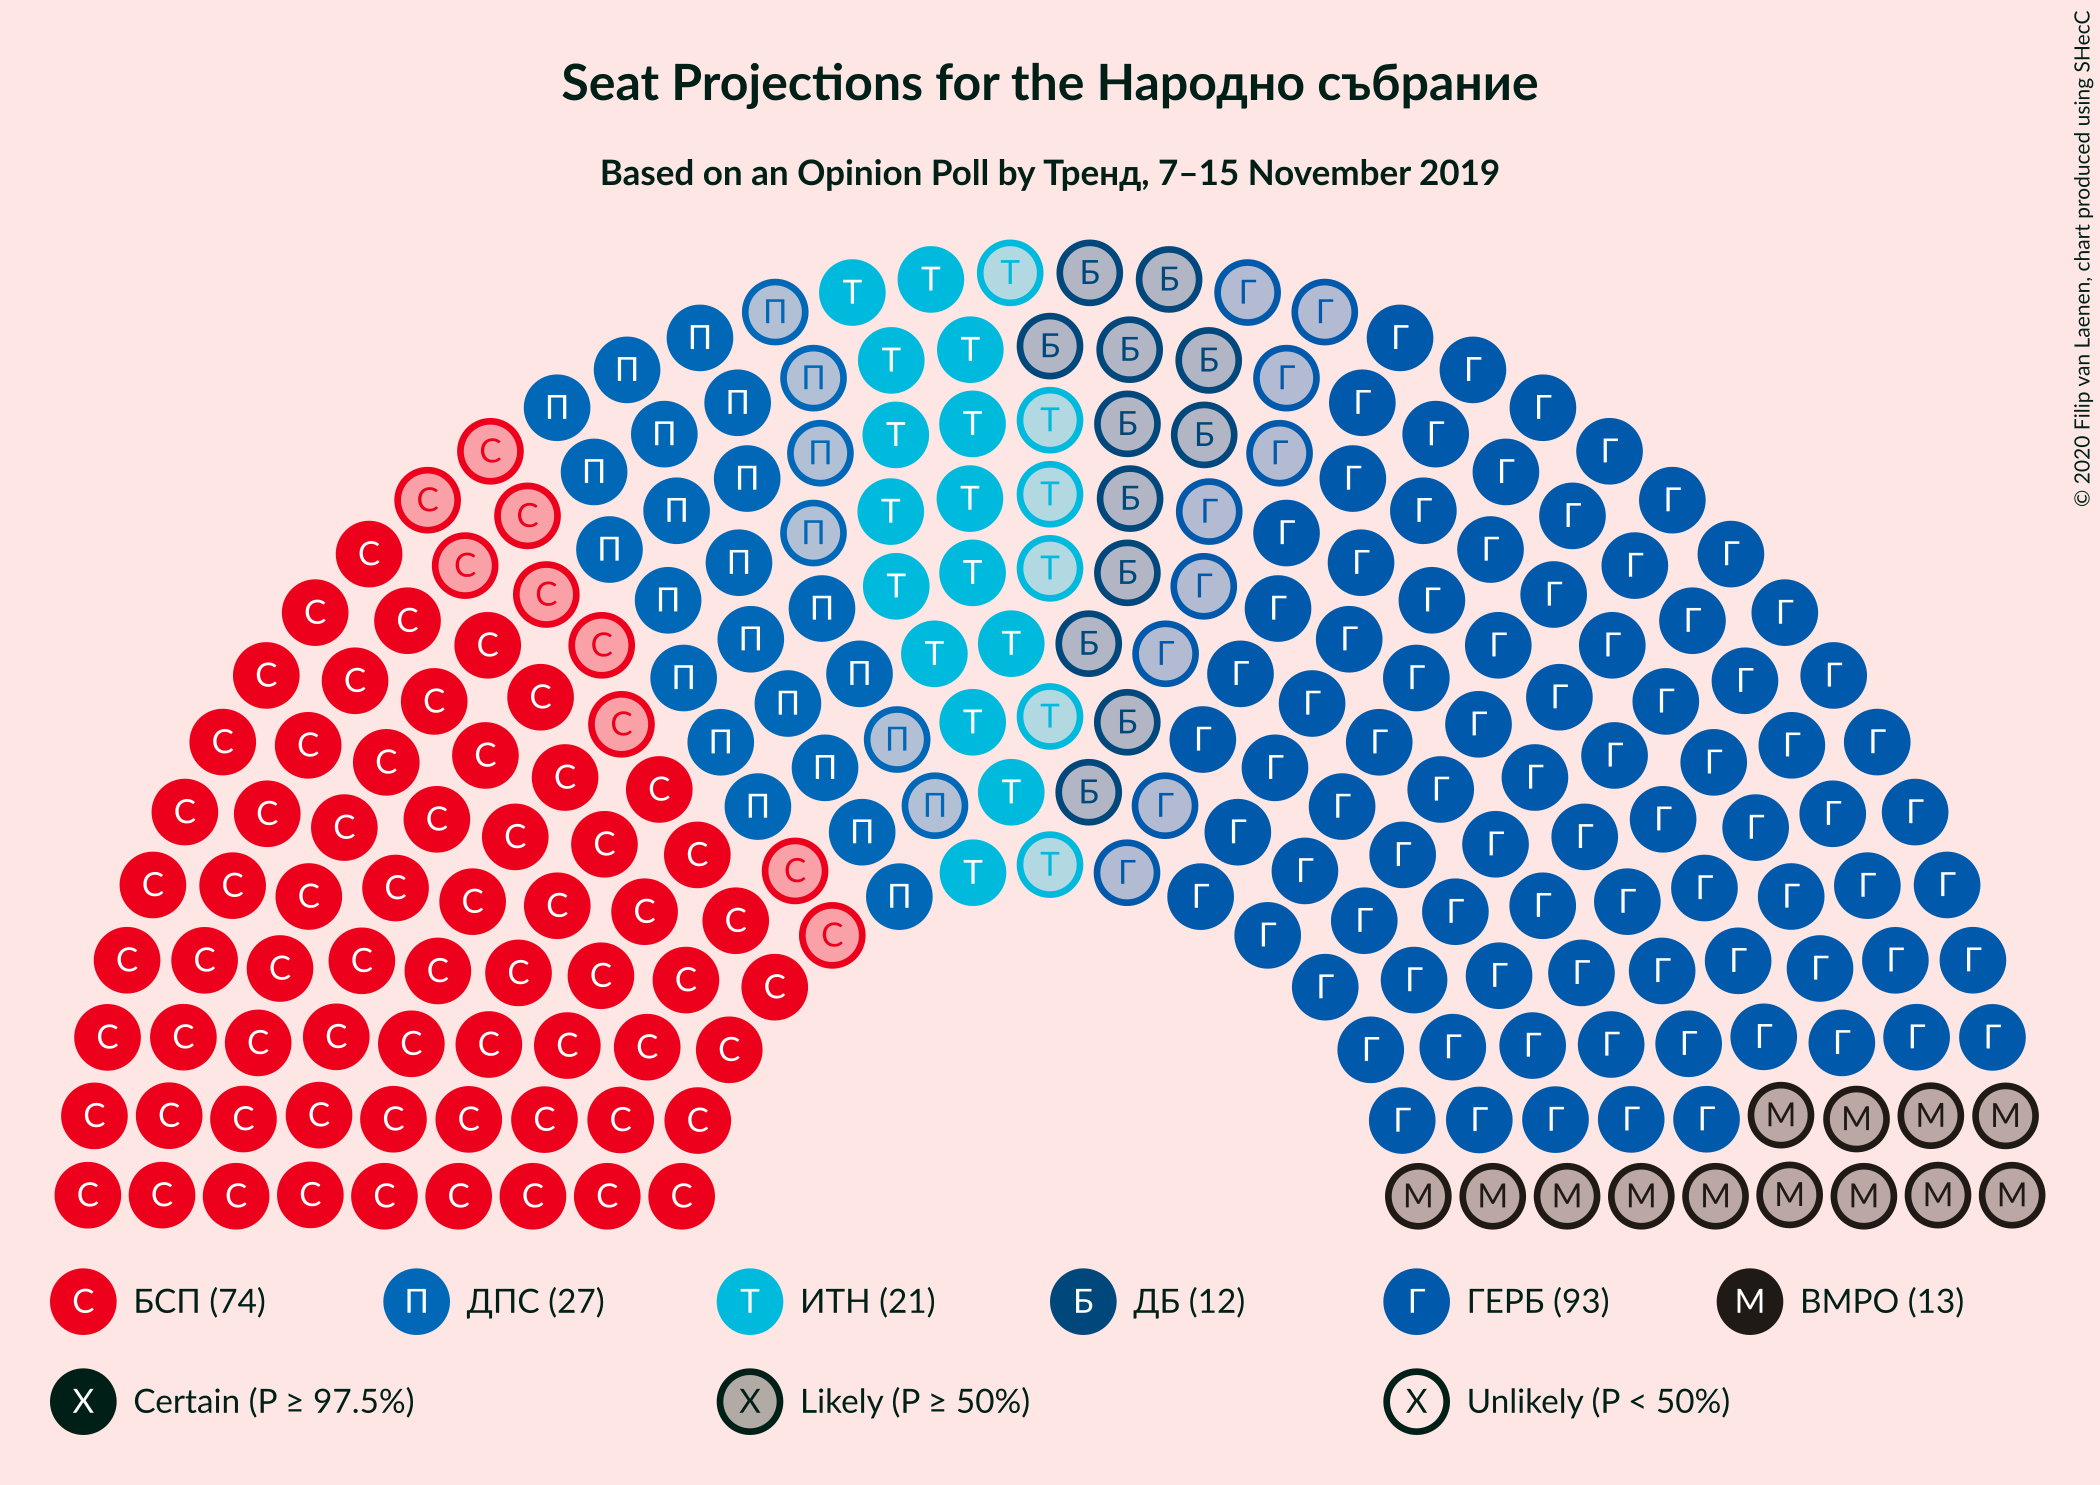 Seat Projections for the Народно събрание
Based on an Opinion Poll by Тренд, 7–15 November 2019
© 2020 Filip van Laenen, chart produced using SHecC
С БСП (74) П ДПС (27) Т ИТН (21) Б ДБ (12) Г ГЕРБ (93) М ВМРО (13)
X Certain (P ≥ 97.5%) X Likely (P ≥ 50%) X Unlikely (P < 50%)